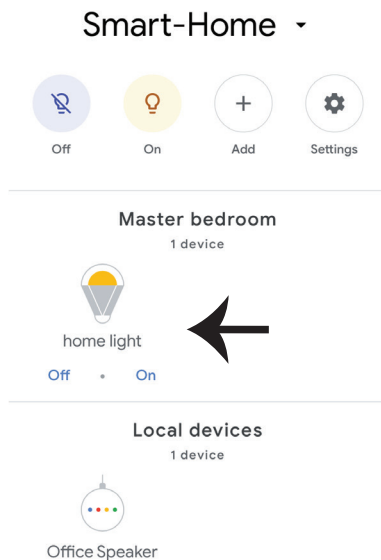 Smart-Home
Off On Add Settings
Master bedroom
1 device
home light
Off • On
Local devices
1 device
Office Speaker